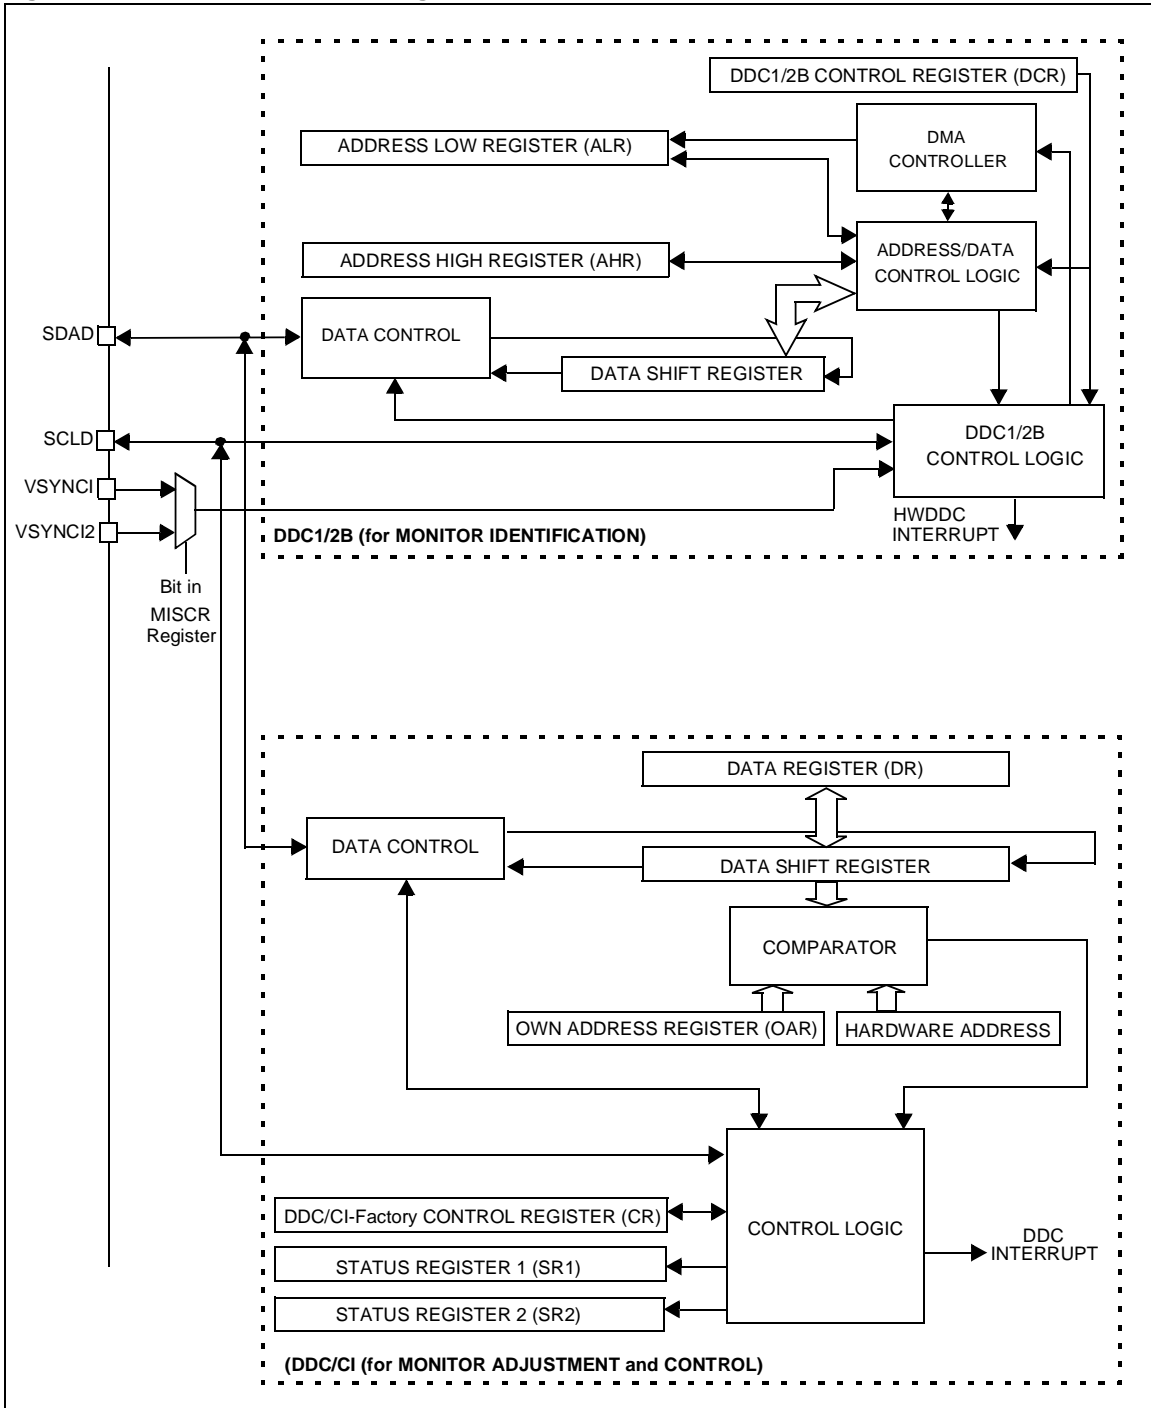 DDC1/2B CONTROL REGISTER (DCR)
ADDRESS LOW REGISTER (ALR)
DMA
CONTROLLER
ADDRESS HIGH REGISTER (AHR)
ADDRESS/DATA
CONTROL LOGIC
SDAD
DATA CONTROL
DATA SHIFT REGISTER
SCLD
DDC1/2B
CONTROL LOGIC
VSYNCI
VSYNCI2
HWDDC
INTERRUPT
DDC1/2B (for MONITOR IDENTIFICATION)
Bit in
MISCR
Register
DATA REGISTER (DR)
DATA CONTROL
DATA SHIFT REGISTER
COMPARATOR
OWN ADDRESS REGISTER (OAR)
HARDWARE ADDRESS
DDC/CI-Factory CONTROL REGISTER (CR)
CONTROL LOGIC
DDC
INTERRUPT
STATUS REGISTER 1 (SR1)
STATUS REGISTER 2 (SR2)
(DDC/CI (for MONITOR ADJUSTMENT and CONTROL)